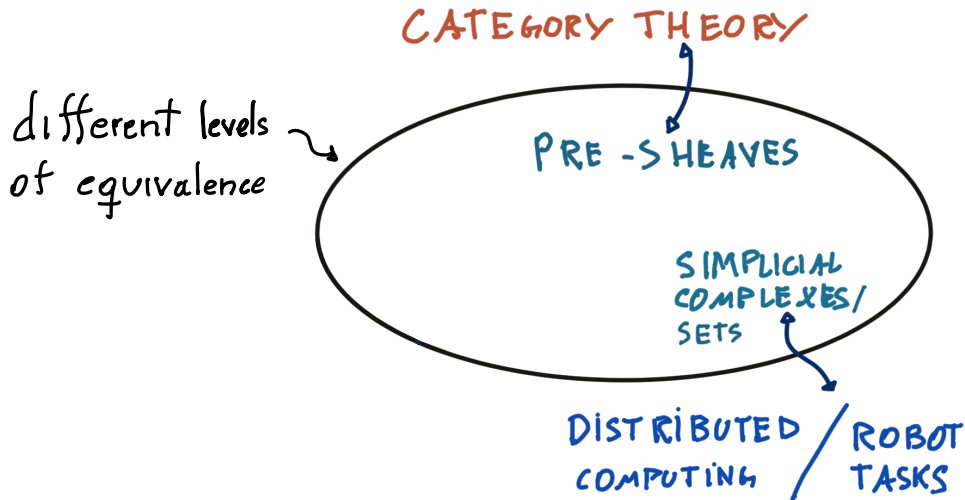 CATEGORY THEORY
different levels
of equivalence
PRE-SHEAVES
SIMPLICIAL
COMPLEXES/
SETS
DISTRIBUTED
COMPUTING
/
ROBOT
TASKS